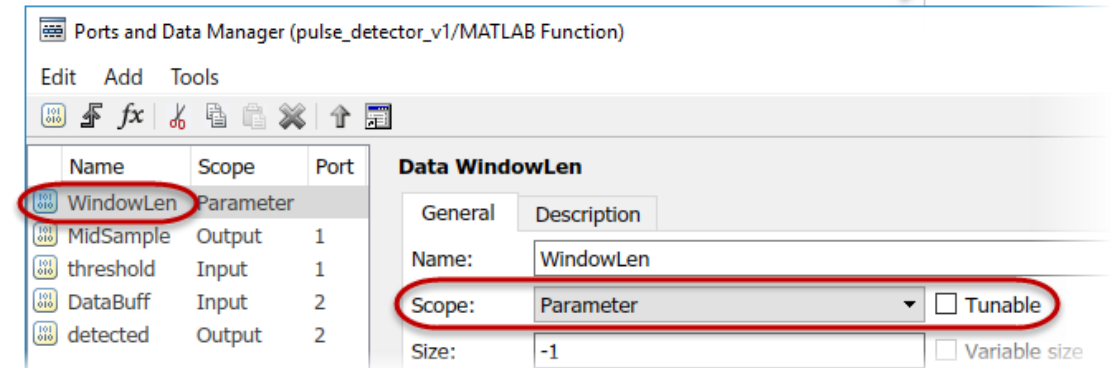 Ports and Data Manager (pulse_detector_v1/MATLAB Function)
Edit Add Tools
fx
Name Scope Port
WindowLen Parameter
MidSample Output 1
threshold Input 1
DataBuff Input 2
detected Output 2
Data WindowLen
General Description
Name: WindowLen
Scope: Parameter Tunable
Size: -1 Variable size